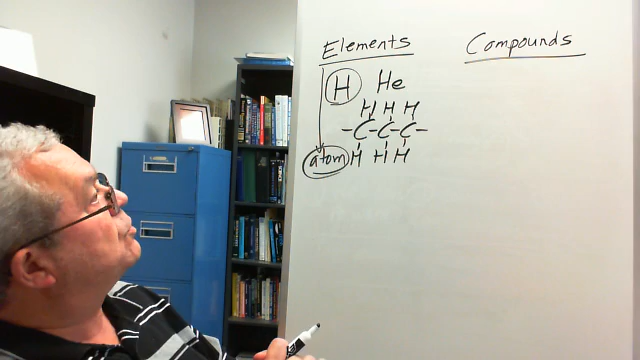 Elements Compounds
H He
H H H
-C-C-C-
atom H H H